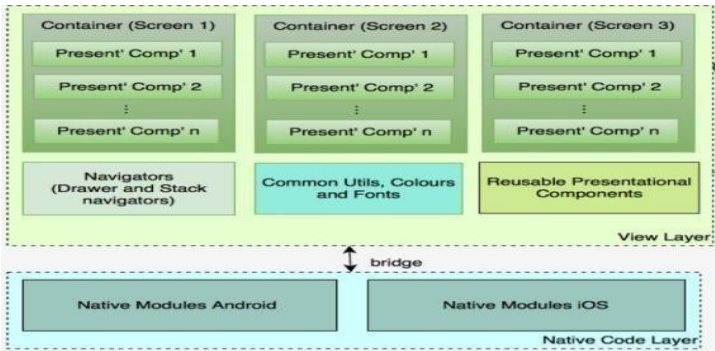 Container (Screen 1)
Present' Comp' 1
Present' Comp' 2
⋮
Present' Comp' n
Container (Screen 2)
Present' Comp' 1
Present' Comp' 2
⋮
Present' Comp' n
Container (Screen 3)
Present' Comp' 1
Present' Comp' 2
⋮
Present' Comp' n
Navigators
(Drawer and Stack
navigators)
Common Utils, Colours
and Fonts
Reusable Presentational
Components
View Layer
bridge
Native Modules Android
Native Modules iOS
Native Code Layer